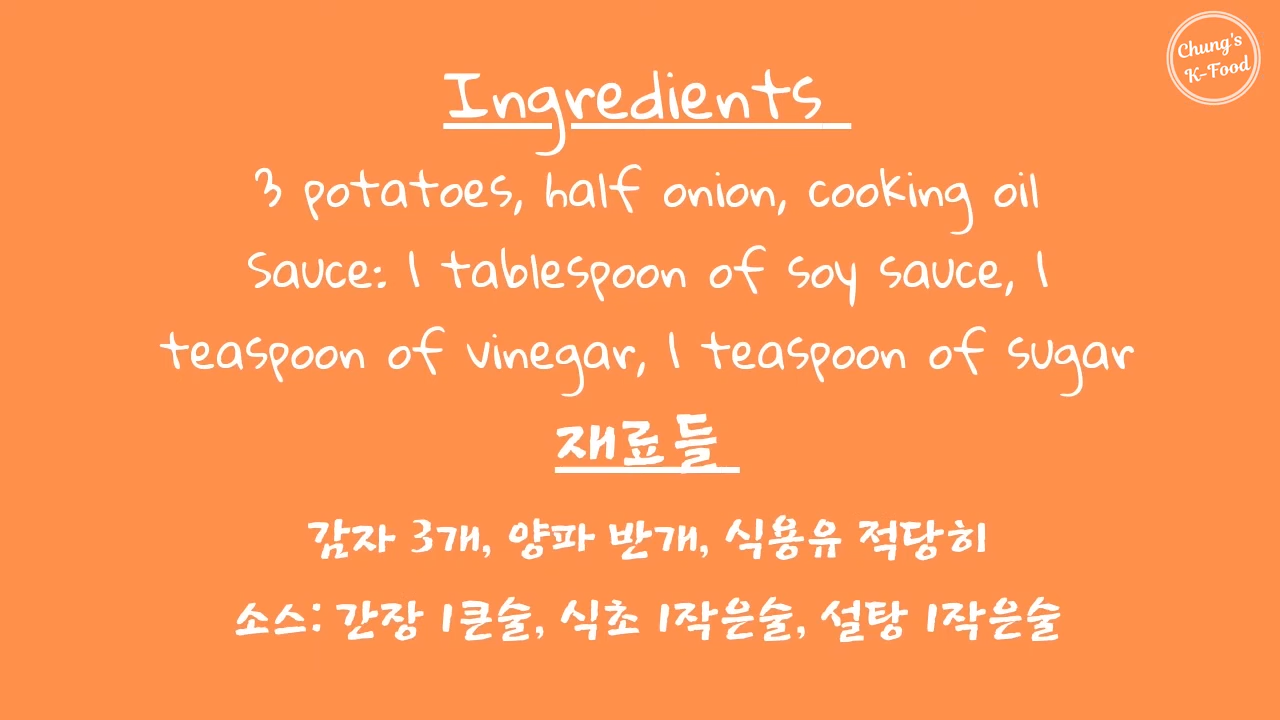 Chung's
K-Food
Ingredients
3 potatoes, half onion, cooking oil
Sauce: 1 tablespoon of soy sauce, 1
teaspoon of vinegar, 1 teaspoon of sugar
재료들
감자 3개, 양파 반개, 식용유 적당히
소스: 간장 1큰술, 식초 1작은술, 설탕 1작은술